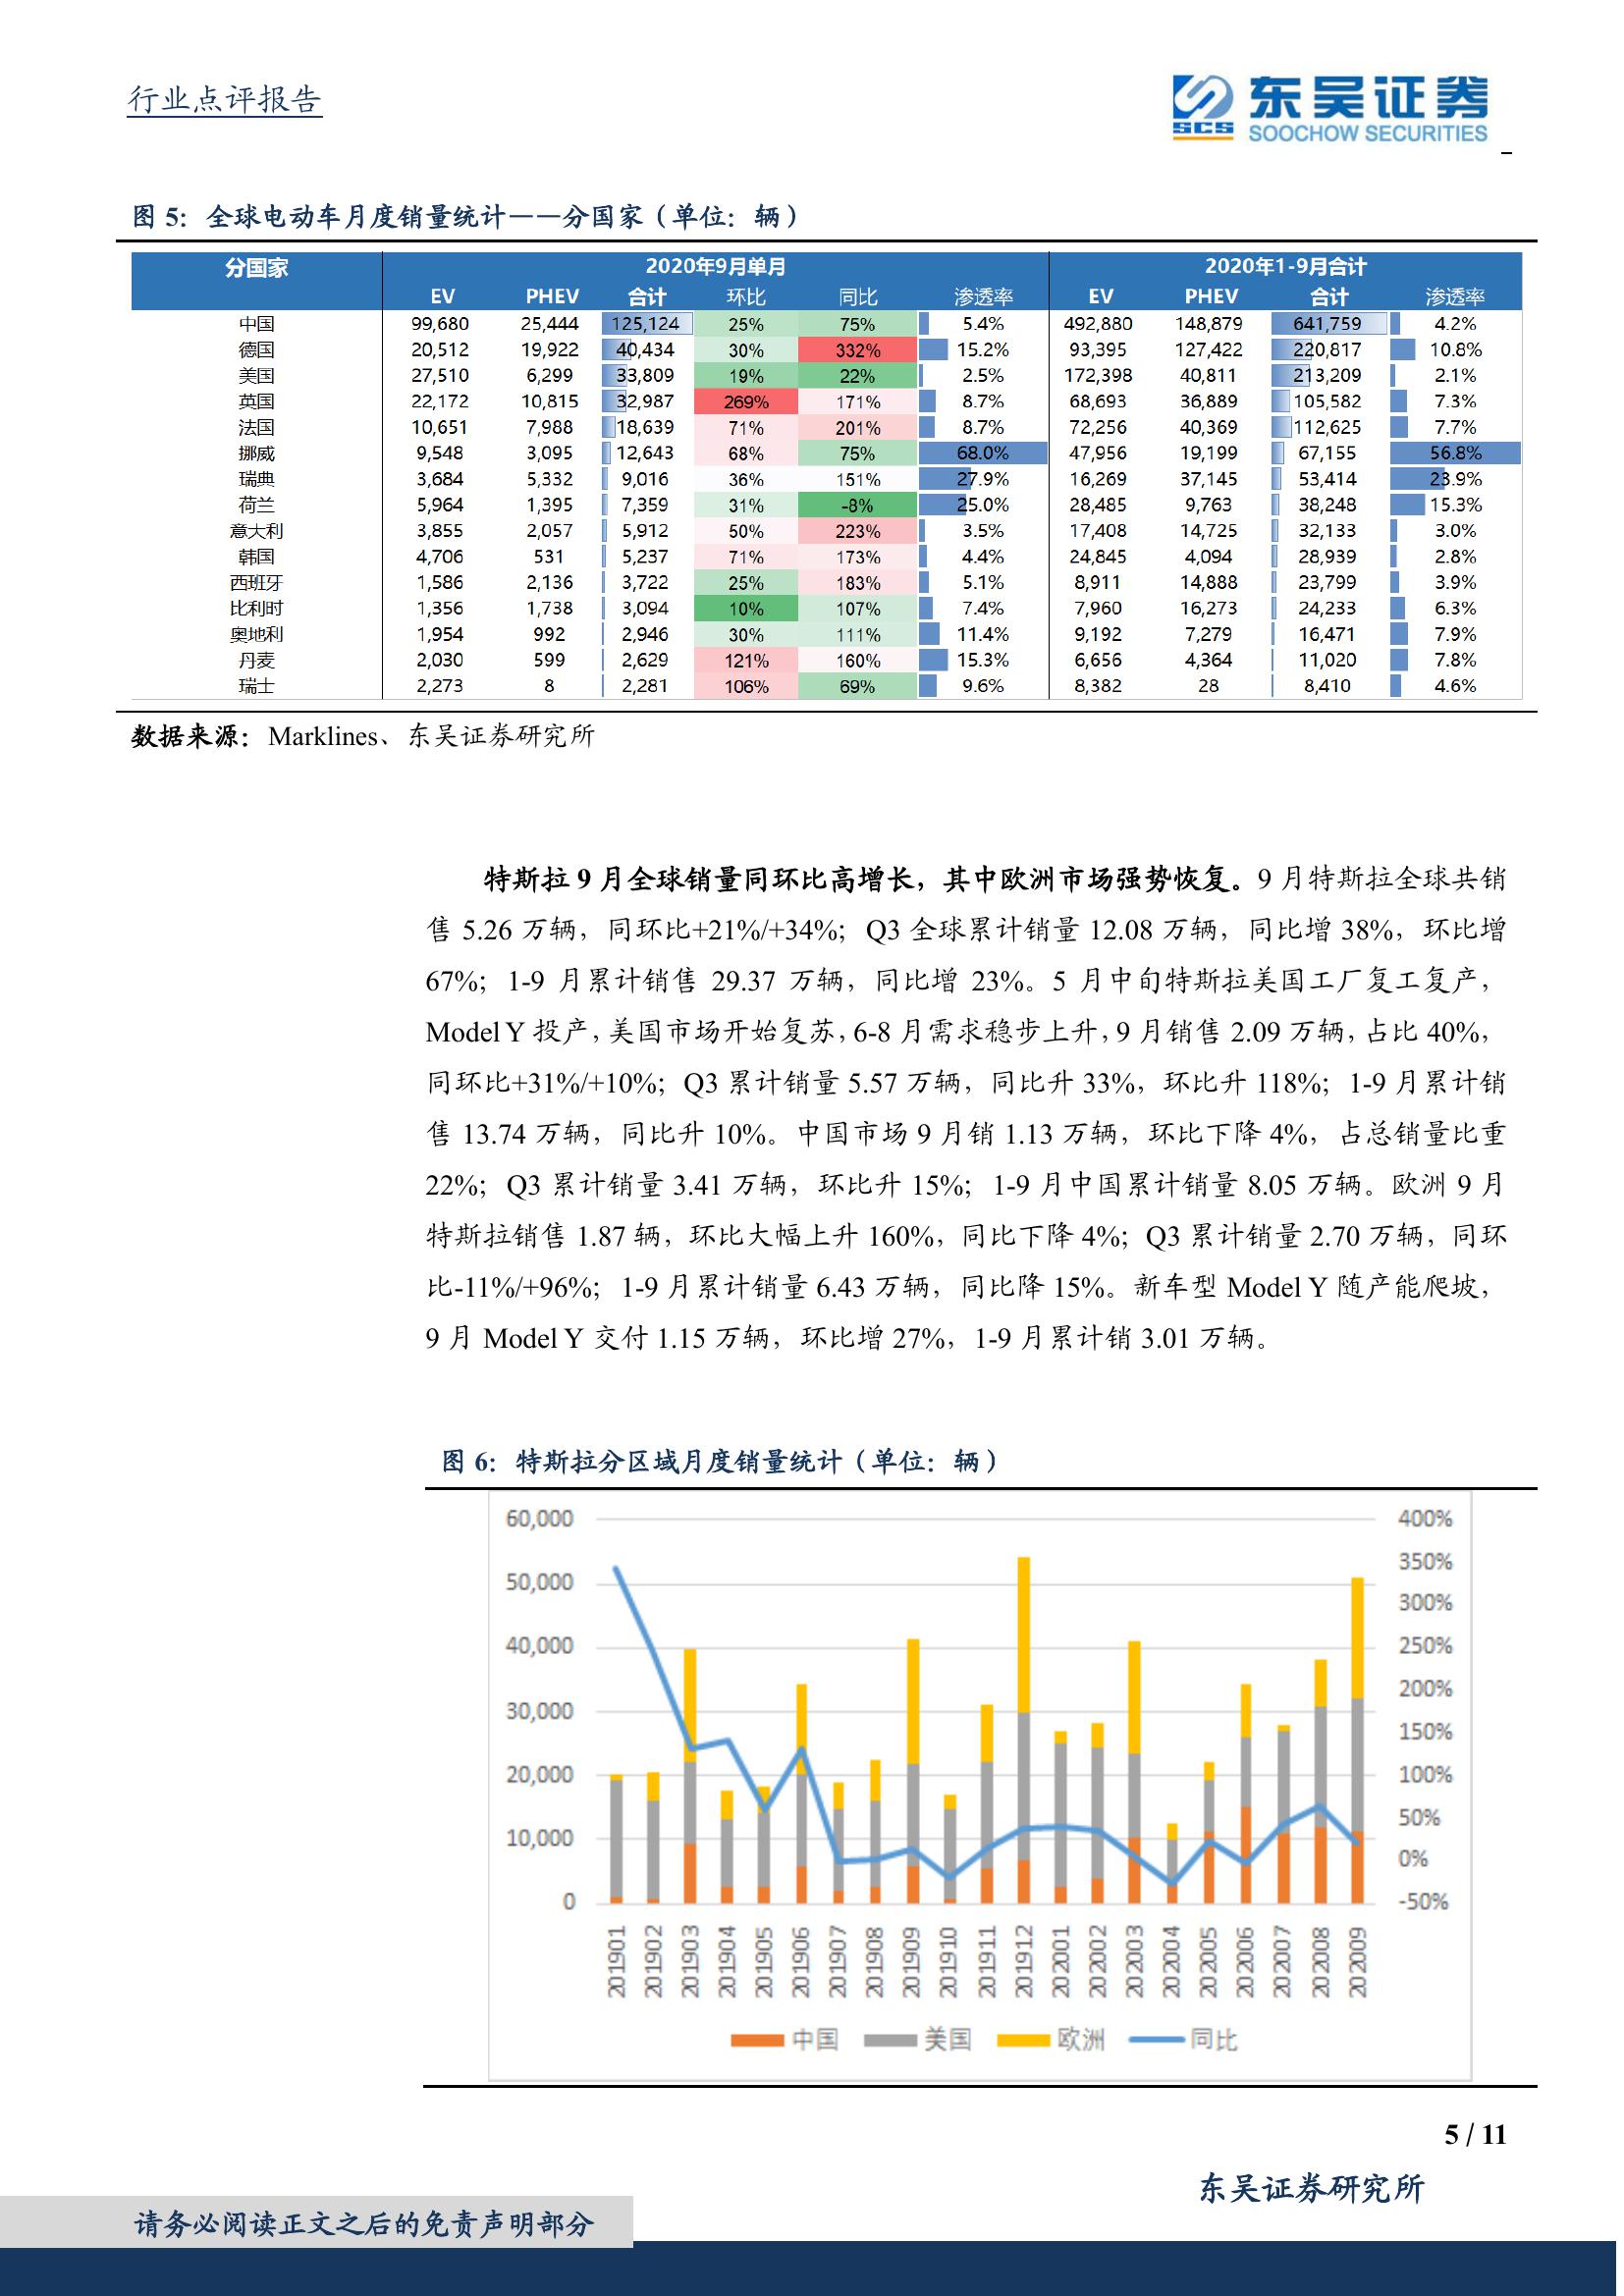 行业点评报告
东吴证券
SCS SOOCHOW SECURITIES
图 5：全球电动车月度销量统计——分国家（单位：辆）
分国家 2020年9月单月 2020年1-9月合计
EV PHEV 合计 环比 同比 渗透率 EV PHEV 合计 渗透率
中国 99,680 25,444 125,124 25% 75% 5.4% 492,880 148,879 641,759 4.2%
德国 20,512 19,922 40,434 30% 332% 15.2% 93,395 127,422 220,817 10.8%
美国 27,510 6,299 33,809 19% 22% 2.5% 172,398 40,811 213,209 2.1%
英国 22,172 10,815 32,987 269% 171% 8.7% 68,693 36,889 105,582 7.3%
法国 10,651 7,988 18,639 71% 201% 8.7% 72,256 40,369 112,625 7.7%
挪威 9,548 3,095 12,643 68% 75% 68.0% 47,956 19,199 67,155 56.8%
瑞典 3,684 5,332 9,016 36% 151% 27.9% 16,269 37,145 53,414 23.9%
荷兰 5,964 1,395 7,359 31% -8% 25.0% 28,485 9,763 38,248 15.3%
意大利 3,855 2,057 5,912 50% 223% 3.5% 17,408 14,725 32,133 3.0%
韩国 4,706 531 5,237 71% 173% 4.4% 24,845 4,094 28,939 2.8%
西班牙 1,586 2,136 3,722 25% 183% 5.1% 8,911 14,888 23,799 3.9%
比利时 1,356 1,738 3,094 10% 107% 7.4% 7,960 16,273 24,233 6.3%
奥地利 1,954 992 2,946 30% 111% 11.4% 9,192 7,279 16,471 7.9%
丹麦 2,030 599 2,629 121% 160% 15.3% 6,656 4,364 11,020 7.8%
瑞士 2,273 8 2,281 106% 69% 9.6% 8,382 28 8,410 4.6%
数据来源：Marklines、东吴证券研究所
特斯拉 9 月全球销量同环比高增长，其中欧洲市场强势恢复。9 月特斯拉全球共销
售 5.26 万辆，同环比+21%/+34%；Q3 全球累计销量 12.08 万辆，同比增 38%，环比增
67%；1-9 月累计销售 29.37 万辆，同比增 23%。5 月中旬特斯拉美国工厂复工复产，
Model Y 投产，美国市场开始复苏，6-8 月需求稳步上升，9 月销售 2.09 万辆，占比 40%，
同环比+31%/+10%；Q3 累计销量 5.57 万辆，同比升 33%，环比升 118%；1-9 月累计销
售 13.74 万辆，同比升 10%。中国市场 9 月销 1.13 万辆，环比下降 4%，占总销量比重
22%；Q3 累计销量 3.41 万辆，环比升 15%；1-9 月中国累计销量 8.05 万辆。欧洲 9 月
特斯拉销售 1.87 辆，环比大幅上升 160%，同比下降 4%；Q3 累计销量 2.70 万辆，同环
比-11%/+96%；1-9 月累计销量 6.43 万辆，同比降 15%。新车型 Model Y 随产能爬坡，
9 月 Model Y 交付 1.15 万辆，环比增 27%，1-9 月累计销 3.01 万辆。
图 6：特斯拉分区域月度销量统计（单位：辆）
60,000 400%
350%
50,000
300%
40,000 250%
200%
30,000
150%
20,000 100%
50%
10,000
0%
0 -50%
201901 201902 201903 201904 201905 201906 201907 201908 201909 201910 201911 201912 202001 202002 202003 202004 202005 202006 202007 202008 202009
中国 美国 欧洲 同比
5 / 11
东吴证券研究所
请务必阅读正文之后的免责声明部分